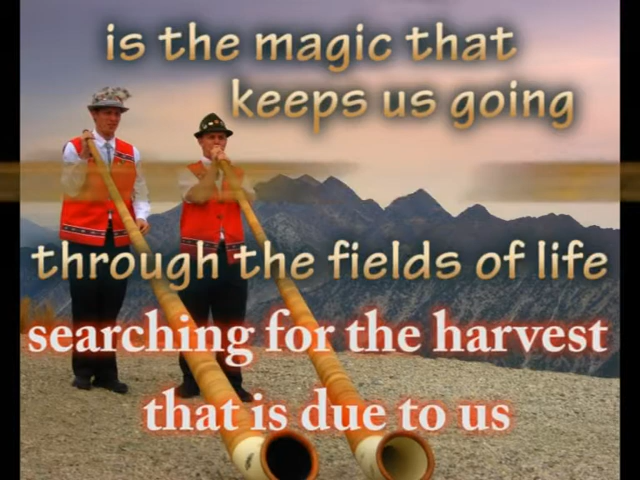 is the magic that
keeps us going
through the fields of life
searching for the harvest
that is due to us